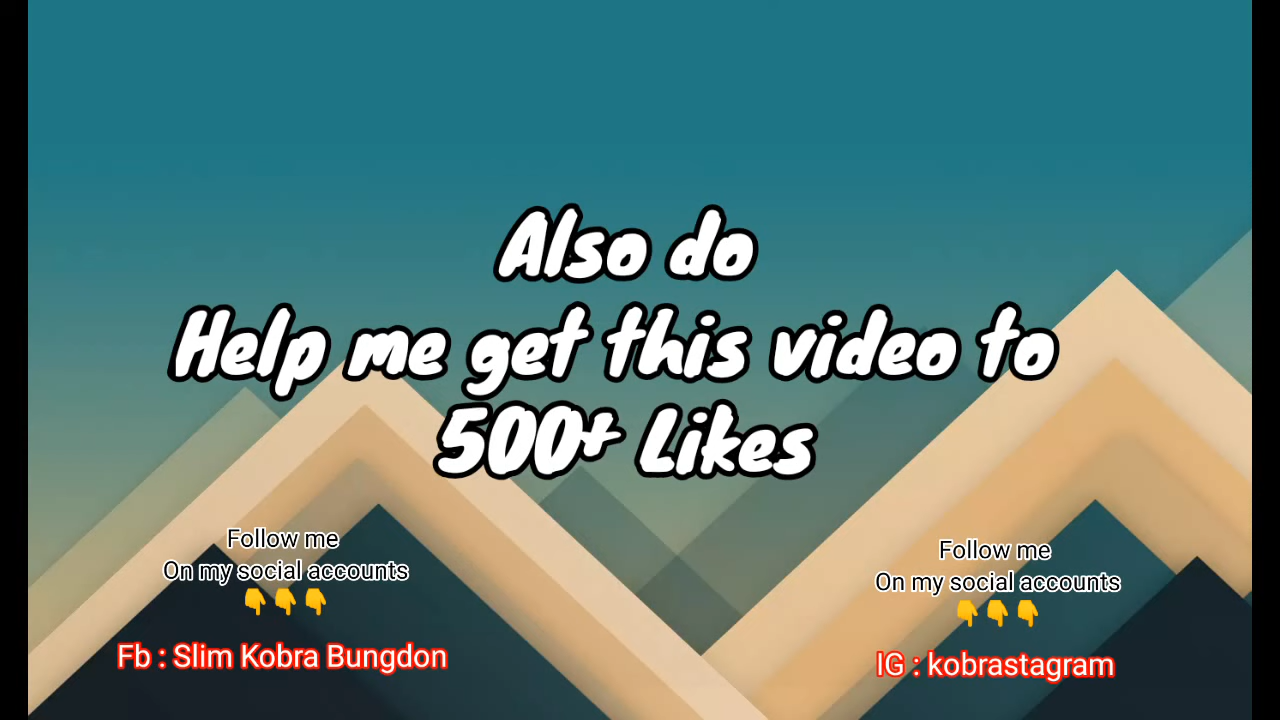 Also do
Help me get this video to
500+ Likes
Follow me
On my social accounts
👇👇👇
Fb : Slim Kobra Bungdon
Follow me
On my social accounts
👇👇👇
IG : kobrastagram